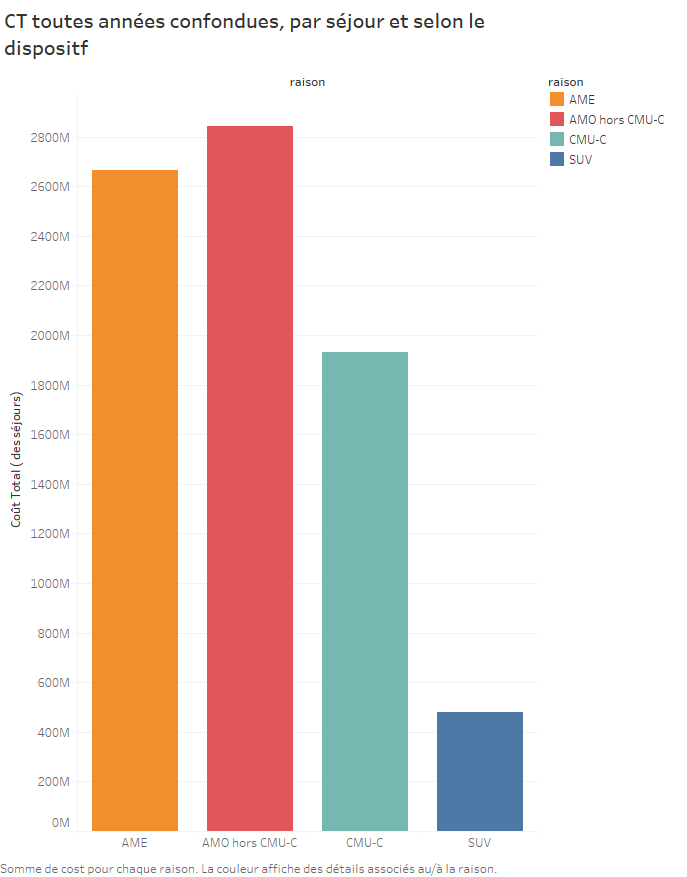 CT toutes années confondues, par séjour et selon le
dispositf
raison
raison
AME
AMO hors CMU-C
CMU-C
SUV
2800M
2600M
2400M
2200M
2000M
1800M
1600M
1400M
1200M
1000M
800M
600M
400M
200M
0M
Coût Total ( des séjours)
AME
AMO hors CMU-C
CMU-C
SUV
Somme de cost pour chaque raison. La couleur affiche des détails associés au/à la raison.